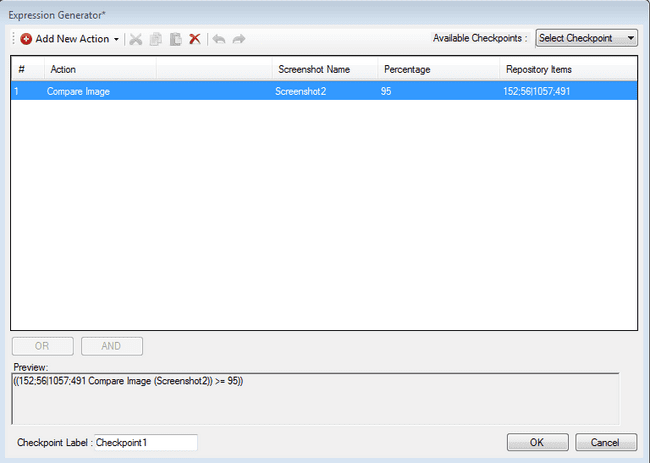 Expression Generator*
Add New Action
Available Checkpoints :
Select Checkpoint
# Action Screenshot Name Percentage Repository Items
1 Compare Image Screenshot2 95 152;56|1057;491
OR AND
Preview:
((152;56|1057;491 Compare Image (Screenshot2)) >= 95))
Checkpoint Label : Checkpoint1
OK Cancel